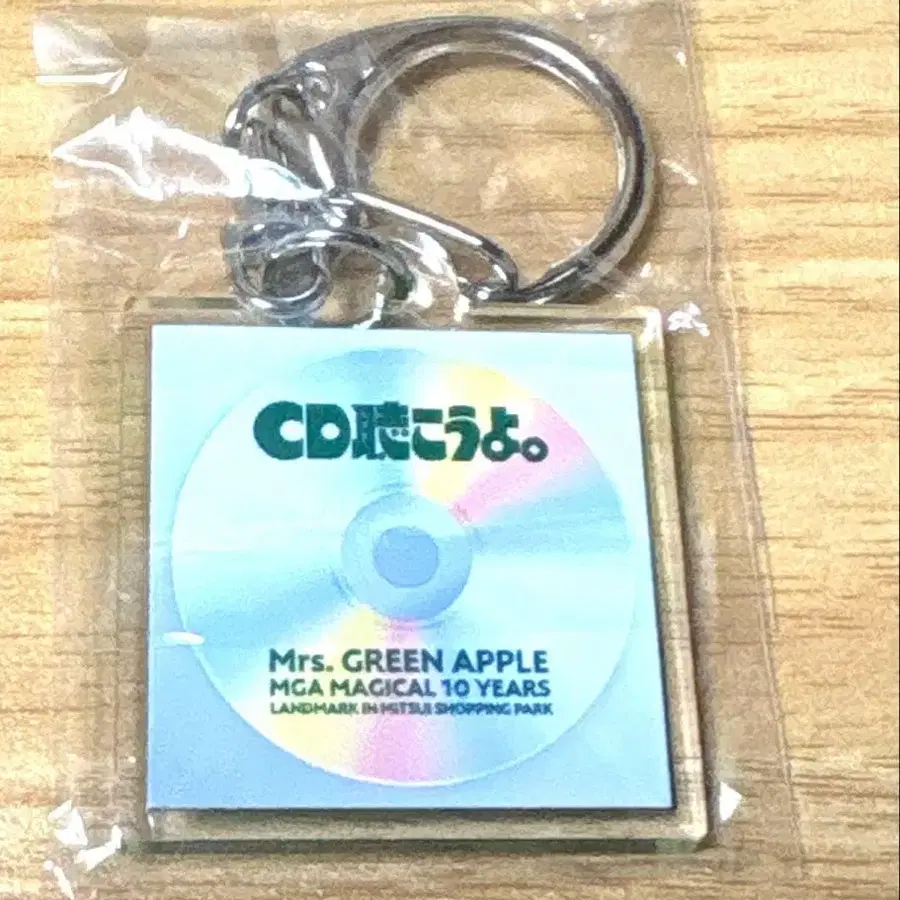 CD聴こうよ。
Mrs. GREEN APPLE
MGA MAGICAL 10 YEARS
LANDMARK IN MITSUI SHOPPING PARK